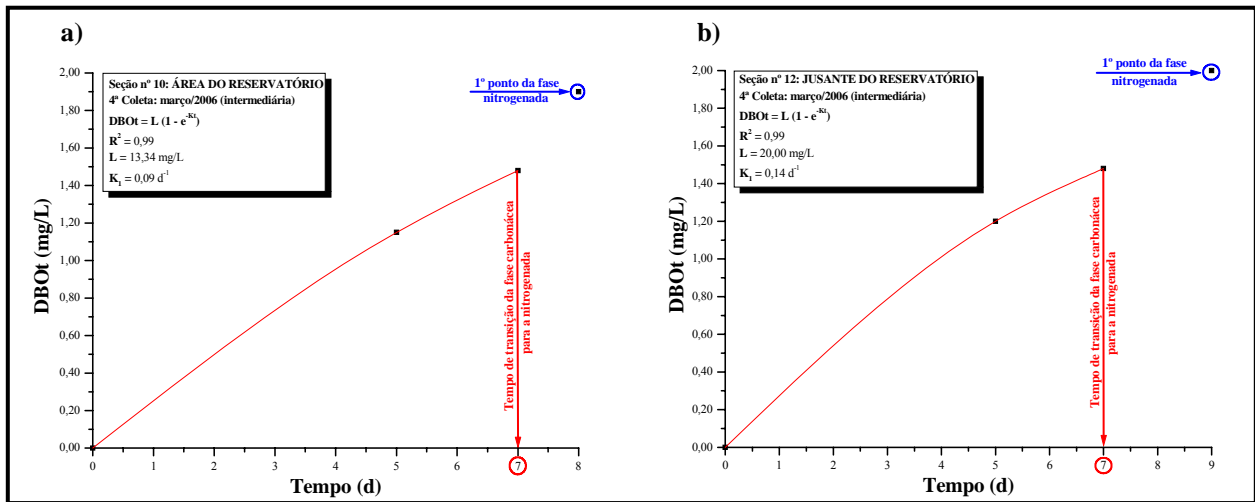 a)
Seção nº 10: ÁREA DO RESERVATÓRIO
4ª Coleta: março/2006 (intermediária)
DBOt = L (1 - e^-Kt)
R² = 0,99
L = 13,34 mg/L
K₁ = 0,09 d⁻¹
1º ponto da fase
nitrogenada
DBOt (mg/L)
2,00
1,80
1,60
1,40
1,20
1,00
0,80
0,60
0,40
0,20
0,00
Tempo de transição da fase carbonácea
para a nitrogenada
0 1 2 3 4 5 6 7 8
Tempo (d)
b)
Seção nº 12: JUSANTE DO RESERVATÓRIO
4ª Coleta: março/2006 (intermediária)
DBOt = L (1 - e^-Kt)
R² = 0,99
L = 20,00 mg/L
K₁ = 0,14 d⁻¹
1º ponto da fase
nitrogenada
DBOt (mg/L)
2,00
1,80
1,60
1,40
1,20
1,00
0,80
0,60
0,40
0,20
0,00
Tempo de transição da fase carbonácea
para a nitrogenada
0 1 2 3 4 5 6 7 8 9
Tempo (d)